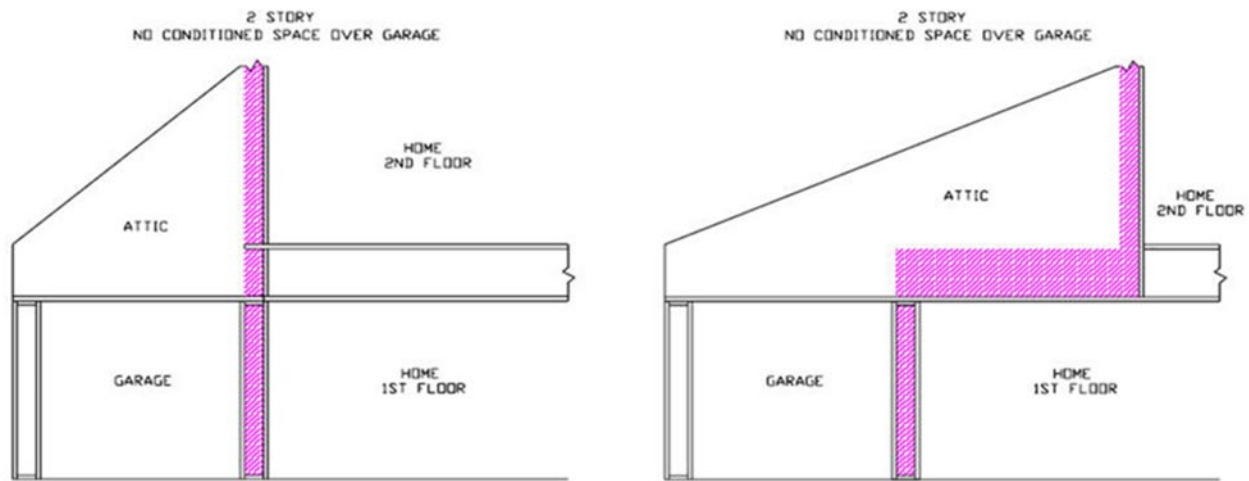 2 STORY
NO CONDITIONED SPACE OVER GARAGE
HOME
2ND FLOOR
ATTIC
GARAGE
HOME
1ST FLOOR
2 STORY
NO CONDITIONED SPACE OVER GARAGE
ATTIC
HOME
2ND FLOOR
GARAGE
HOME
1ST FLOOR